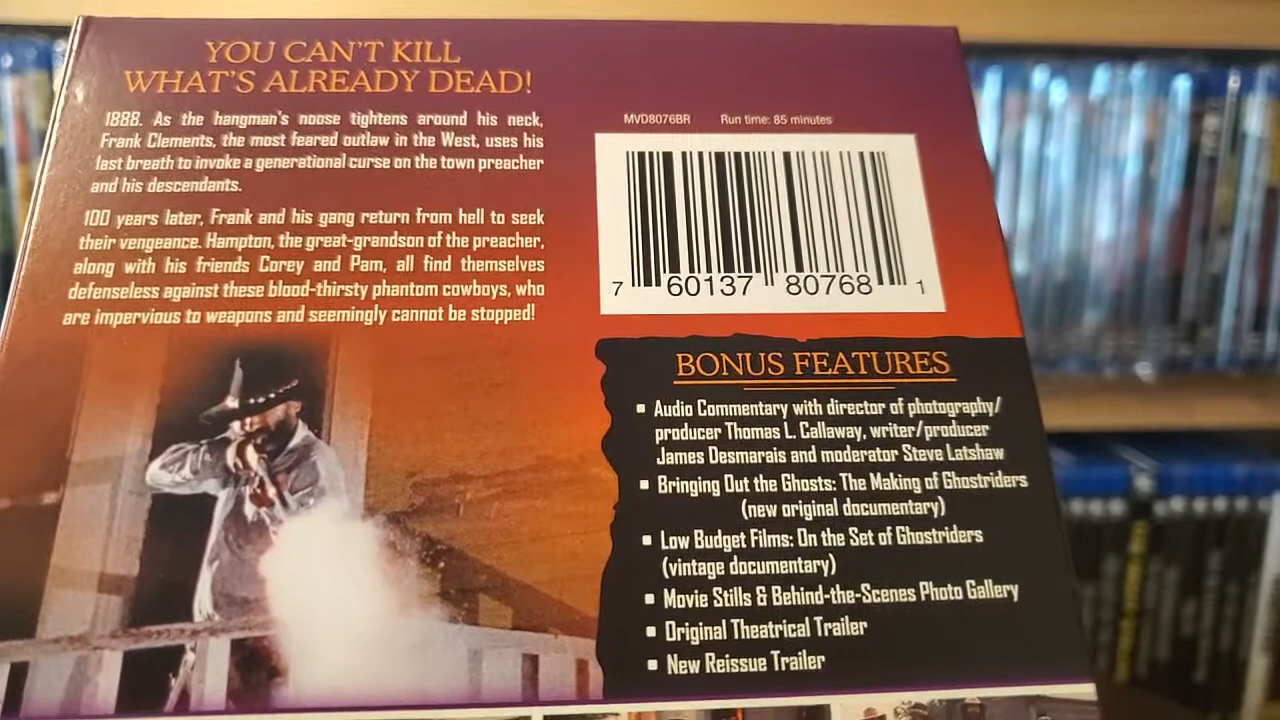 YOU CAN'T KILL
WHAT'S ALREADY DEAD!
1888. As the hangman's noose tightens around his neck,
Frank Clements, the most feared outlaw in the West, uses his
last breath to invoke a generational curse on the town preacher
and his descendants.
100 years later, Frank and his gang return from hell to seek
their vengeance. Hampton, the great-grandson of the preacher,
along with his friends Corey and Pam, all find themselves
defenseless against these blood-thirsty phantom cowboys, who
are impervious to weapons and seemingly cannot be stopped!
MVD8076BR Run time: 85 minutes
7 60137 80768 1
BONUS FEATURES
▪ Audio Commentary with director of photography/
producer Thomas L. Callaway, writer/producer
James Desmarais and moderator Steve Latshaw
▪ Bringing Out the Ghosts: The Making of Ghostriders
(new original documentary)
▪ Low Budget Films: On the Set of Ghostriders
(vintage documentary)
▪ Movie Stills & Behind-the-Scenes Photo Gallery
▪ Original Theatrical Trailer
▪ New Reissue Trailer